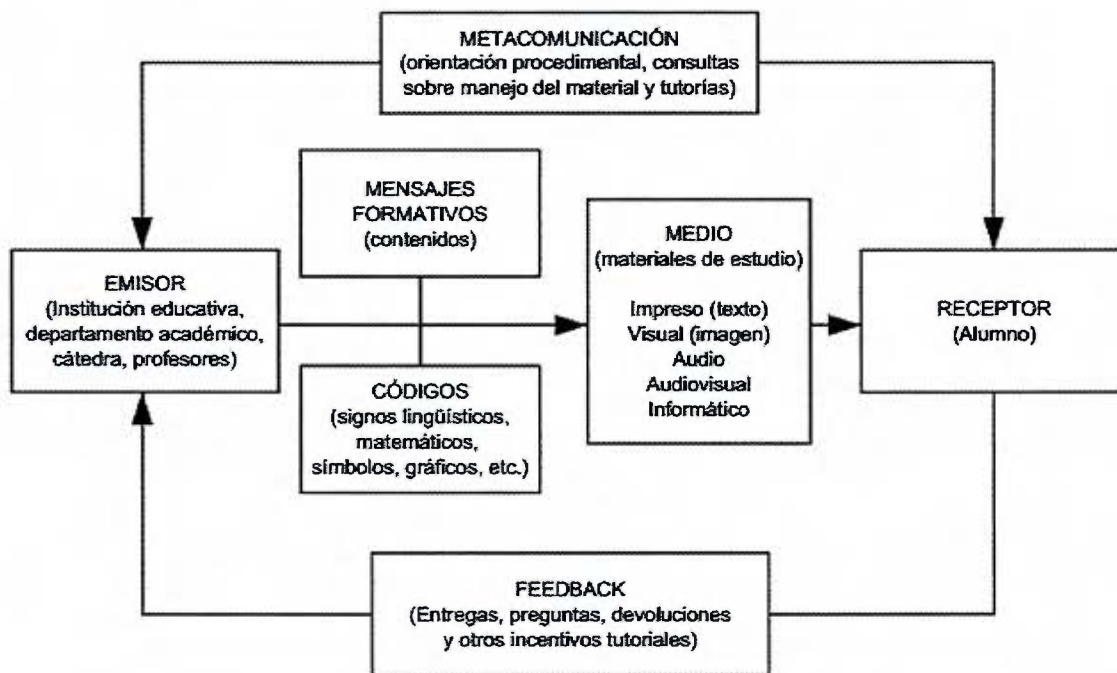 METACOMUNICACIÓN
(orientación procedimental, consultas
sobre manejo del material y tutorías)
MENSAJES
FORMATIVOS
(contenidos)
EMISOR
(Institución educativa,
departamento académico,
cátedra, profesores)
CÓDIGOS
(signos lingüísticos,
matemáticos,
símbolos, gráficos, etc.)
MEDIO
(materiales de estudio)
Impreso (texto)
Visual (imagen)
Audio
Audiovisual
Informático
RECEPTOR
(Alumno)
FEEDBACK
(Entregas, preguntas, devoluciones
y otros incentivos tutoriales)